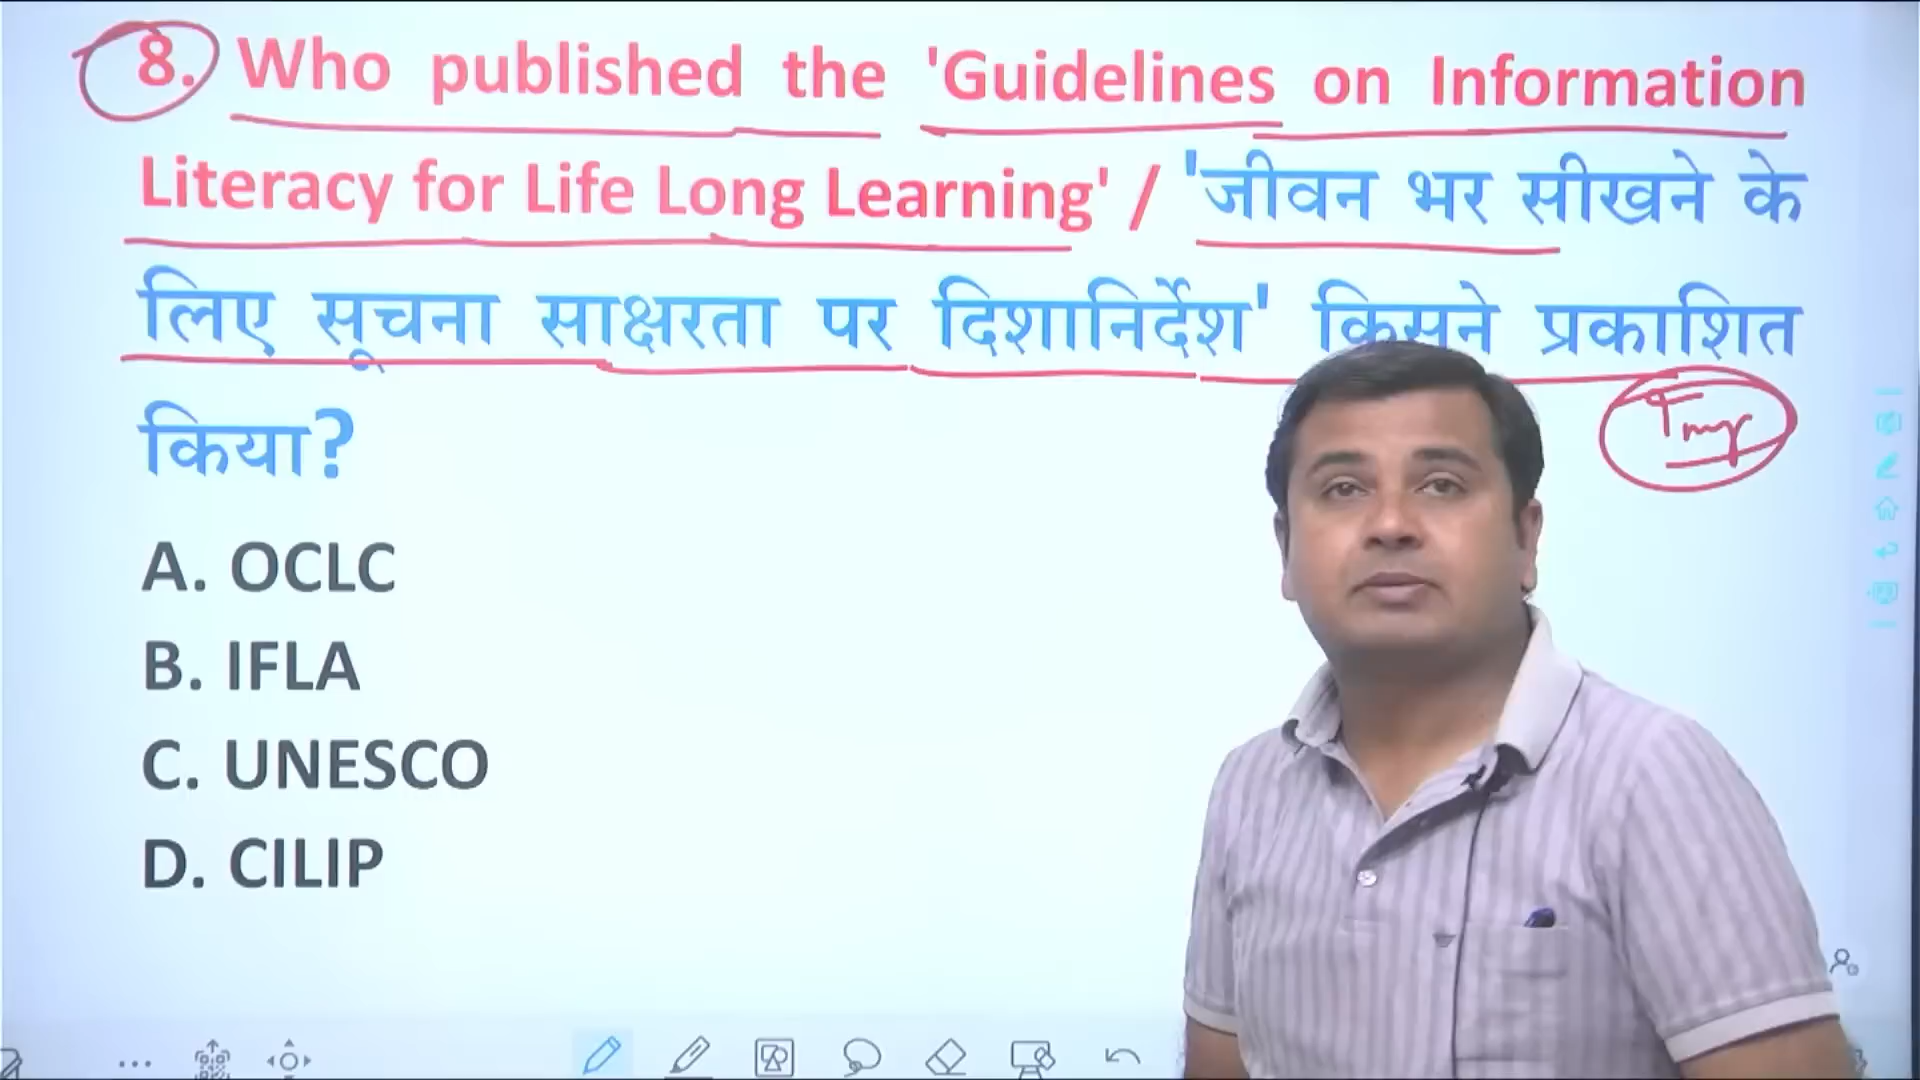 8. Who published the 'Guidelines on Information
Literacy for Life Long Learning' / 'जीवन भर सीखने के
लिए सूचना साक्षरता पर दिशानिर्देश' किसने प्रकाशित
किया?
A. OCLC
B. IFLA
C. UNESCO
D. CILIP